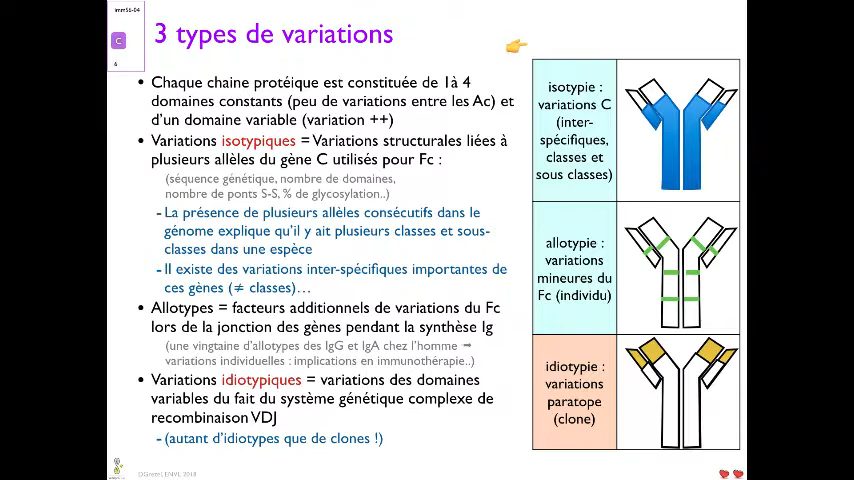 imm56-04
C
6
3 types de variations
• Chaque chaine protéique est constituée de 1à 4
domaines constants (peu de variations entre les Ac) et
d'un domaine variable (variation ++)
• Variations isotypiques = Variations structurales liées à
plusieurs allèles du gène C utilisés pour Fc :
(séquence génétique, nombre de domaines,
nombre de ponts S-S, % de glycosylation..)
- La présence de plusieurs allèles consécutifs dans le
génome explique qu'il y ait plusieurs classes et sous-
classes dans une espèce
- Il existe des variations inter-spécifiques importantes de
ces gènes (≠ classes)…
• Allotypes = facteurs additionnels de variations du Fc
lors de la jonction des gènes pendant la synthèse Ig
(une vingtaine d'allotypes des IgG et IgA chez l'homme ➞
variations individuelles : implications en immunothérapie..)
• Variations idiotypiques = variations des domaines
variables du fait du système génétique complexe de
recombinaison VDJ
- (autant d'idiotypes que de clones !)
isotypie :
variations C
(inter-
spécifiques,
classes et
sous classes)
allotypie :
variations
mineures du
Fc (individu)
idiotypie :
variations
paratope
(clone)
DGrezel, ENVL 2018